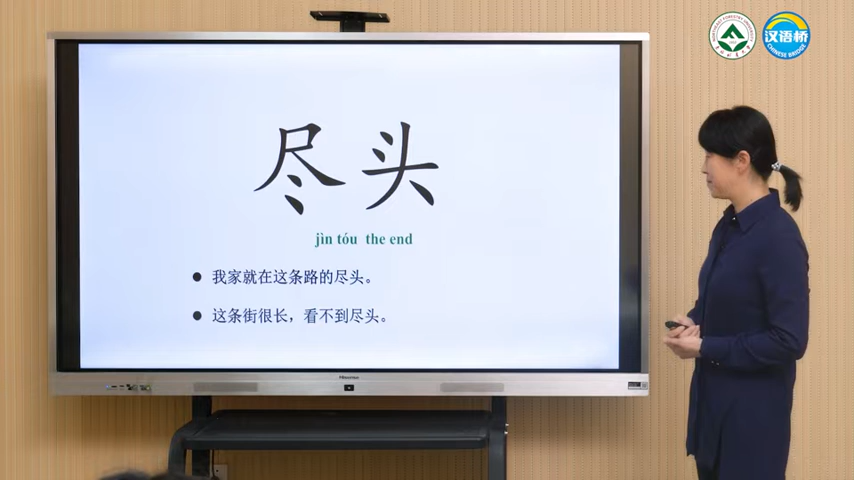 尽头
jìn tóu the end
● 我家就在这条路的尽头。
● 这条街很长，看不到尽头。
Hisense
汉语桥
CHINESE BRIDGE